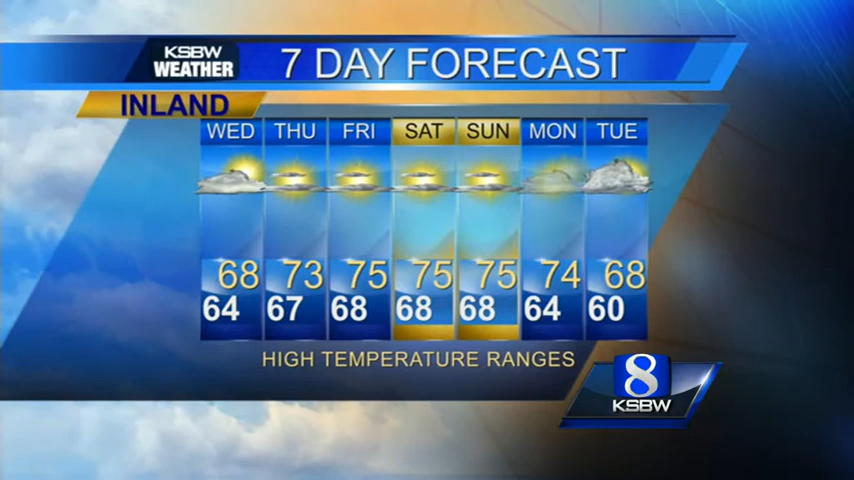 KSBW
WEATHER
7 DAY FORECAST
INLAND
WED THU FRI SAT SUN MON TUE
68 73 75 75 75 74 68
64 67 68 68 68 64 60
HIGH TEMPERATURE RANGES
8
KSBW